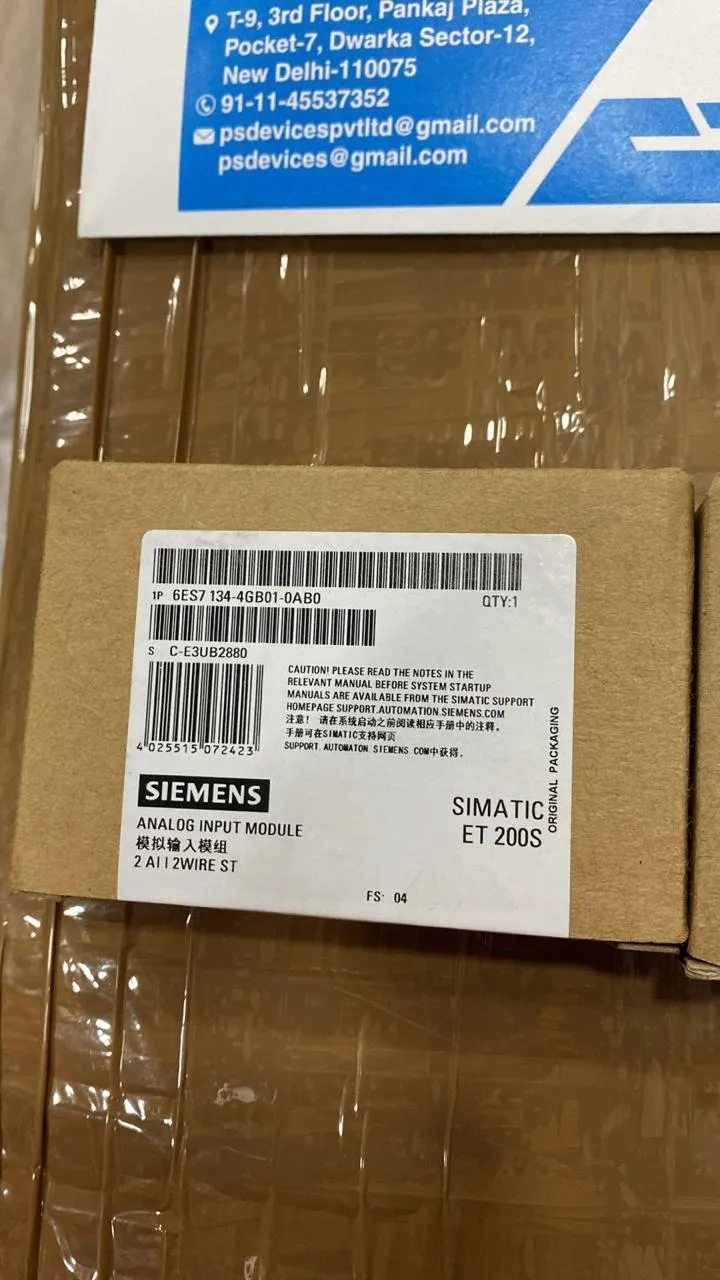 T-9, 3rd Floor, Pankaj Plaza,
Pocket-7, Dwarka Sector-12,
New Delhi-110075
91-11-45537352
psdevicespvtltd@gmail.com
psdevices@gmail.com
1P 6ES7 134-4GB01-0AB0
QTY:1
S C-E3UB2880
CAUTION! PLEASE READ THE NOTES IN THE
RELEVANT MANUAL BEFORE SYSTEM STARTUP
MANUALS ARE AVAILABLE FROM THE SIMATIC SUPPORT
HOMEPAGE SUPPORT.AUTOMATION.SIEMENS.COM
注意! 请在系统启动之前阅读相应手册中的注释。
手册可在SIMATIC支持网页
SUPPORT AUTOMATON SIEMENS COM中获得。
4 025515 072423
ORIGINAL PACKAGING
SIEMENS
SIMATIC
ET 200S
ANALOG INPUT MODULE
模拟输入模组
2 AI I 2WIRE ST
FS: 04